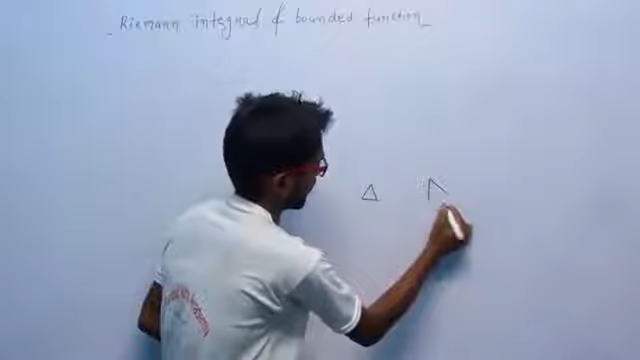 Riemann integral of bounded function
Δ